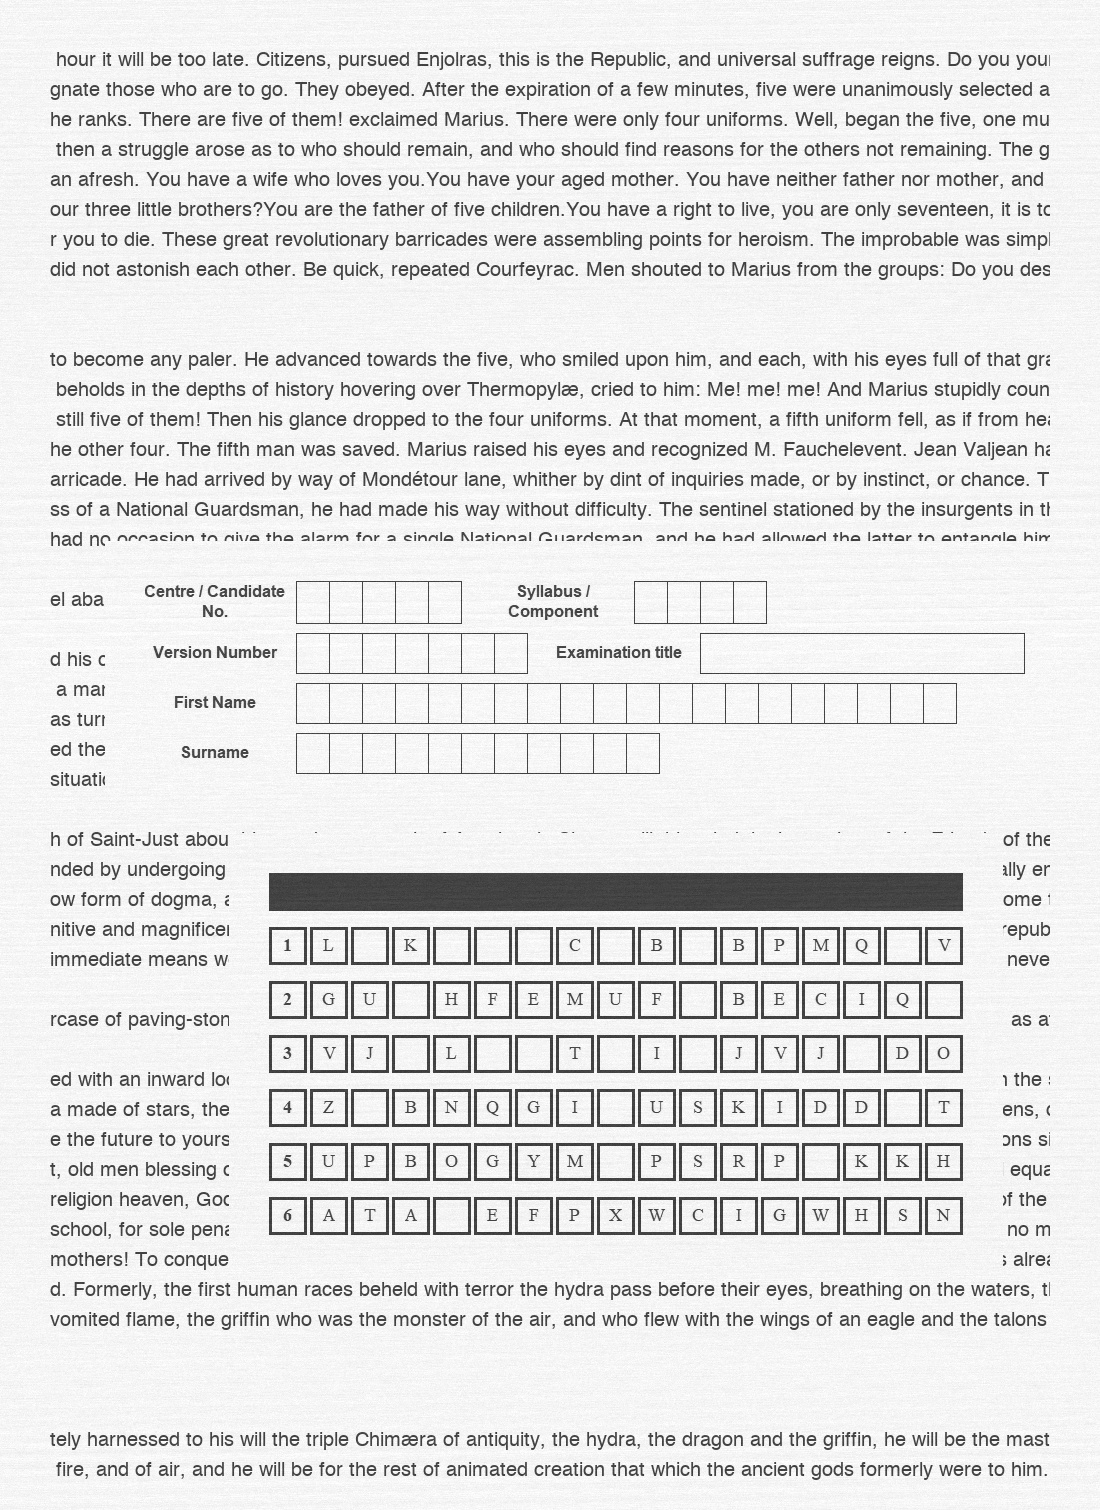 hour it will be too late. Citizens, pursued Enjolras, this is the Republic, and universal suffrage reigns. Do you
gnate those who are to go. They obeyed. After the expiration of a few minutes, five were unanimously selected a
he ranks. There are five of them! exclaimed Marius. There were only four uniforms. Well, began the five, one mu
then a struggle arose as to who should remain, and who should find reasons for the others not remaining. The g
an afresh. You have a wife who loves you.You have your aged mother. You have neither father nor mother, and
our three little brothers?You are the father of five children.You have a right to live, you are only seventeen, it is to
r you to die. These great revolutionary barricades were assembling points for heroism. The improbable was simpl
did not astonish each other. Be quick, repeated Courfeyrac. Men shouted to Marius from the groups: Do you des
to become any paler. He advanced towards the five, who smiled upon him, and each, with his eyes full of that gra
beholds in the depths of history hovering over Thermopylæ, cried to him: Me! me! me! And Marius stupidly coun
still five of them! Then his glance dropped to the four uniforms. At that moment, a fifth uniform fell, as if from hea
he other four. The fifth man was saved. Marius raised his eyes and recognized M. Fauchelevent. Jean Valjean ha
arricade. He had arrived by way of Mondétour lane, whither by dint of inquiries made, or by instinct, or chance. T
ss of a National Guardsman, he had made his way without difficulty. The sentinel stationed by the insurgents in th
had no occasion to give the alarm for a single National Guardsman, and he had allowed the latter to entangle him
el aba
Centre / Candidate No.
Syllabus / Component
d his
Version Number
Examination title
a mar
First Name
as turn
ed the
Surname
situati
h of Saint-Just abou
of the
nded by undergoing
ally en
ow form of dogma,
ome
nitive and magnificen
repub
immediate means w
neve
rcase of paving-ston
as a
ed with an inward loo
the
a made of stars, the
ens,
e the future to yours
ons si
t, old men blessing
equa
religion heaven, God
of the
school, for sole pena
no m
mothers! To conque
alrea
1 L K C B B P M Q V
2 G U H F E M U F B E C I Q
3 V J L T I J V J D O
4 Z B N Q G I U S K I D D T
5 U P B O G Y M P S R P K K H
6 A T A E F P X W C I G W H S N
d. Formerly, the first human races beheld with terror the hydra pass before their eyes, breathing on the waters, t
vomited flame, the griffin who was the monster of the air, and who flew with the wings of an eagle and the talons
tely harnessed to his will the triple Chimæra of antiquity, the hydra, the dragon and the griffin, he will be the mast
fire, and of air, and he will be for the rest of animated creation that which the ancient gods formerly were to him.